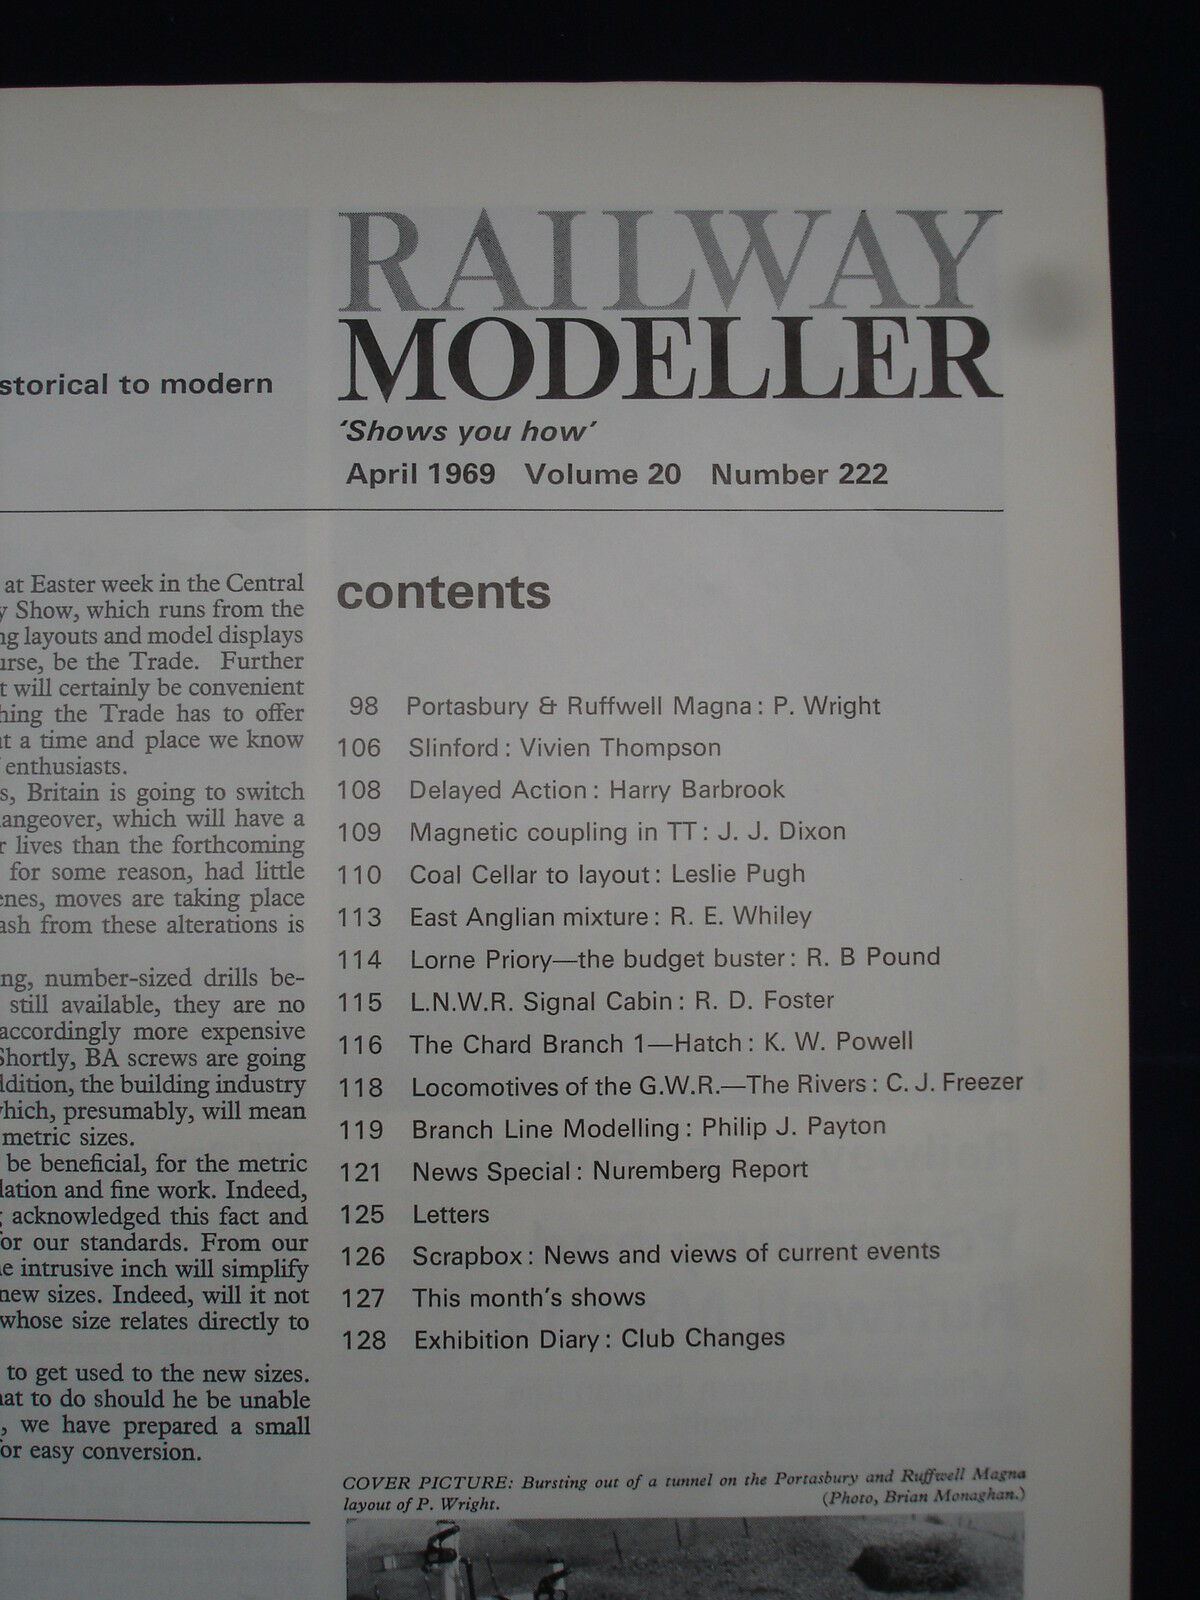 storical to modern
at Easter week in the Central
Show, which runs from the
layouts and model displays
be the Trade. Further
will certainly be convenient
the Trade has to offer
at a time and place we know
enthusiasts.
Britain is going to switch
which will have a
lives than the forthcoming
for some reason, had little
moves are taking place
from these alterations is
number-sized drills be-
still available, they are no
accordingly more expensive
Shortly, BA screws are going
the building industry
which, presumably, will mean
metric sizes.
be beneficial, for the metric
and fine work. Indeed,
acknowledged this fact and
for our standards. From our
intrusive inch will simplify
new sizes. Indeed, will it not
whose size relates directly to
to get used to the new sizes.
to do should he be unable
, we have prepared a small
for easy conversion.
RAILWAY
MODELLER
'Shows you how'
April 1969 Volume 20 Number 222
contents
98 Portasbury & Ruffwell Magna: P. Wright
106 Slinford: Vivien Thompson
108 Delayed Action: Harry Barbrook
109 Magnetic coupling in TT: J. J. Dixon
110 Coal Cellar to layout: Leslie Pugh
113 East Anglian mixture: R. E. Whiley
114 Lorne Priory—the budget buster: R. B Pound
115 L.N.W.R. Signal Cabin: R. D. Foster
116 The Chard Branch 1—Hatch: K. W. Powell
118 Locomotives of the G.W.R.—The Rivers: C. J. Freezer
119 Branch Line Modelling: Philip J. Payton
121 News Special: Nuremberg Report
125 Letters
126 Scrapbox: News and views of current events
127 This month's shows
128 Exhibition Diary: Club Changes
COVER PICTURE: Bursting out of a tunnel on the Portasbury and Ruffwell Magna
layout of P. Wright. (Photo, Brian Monaghan.)